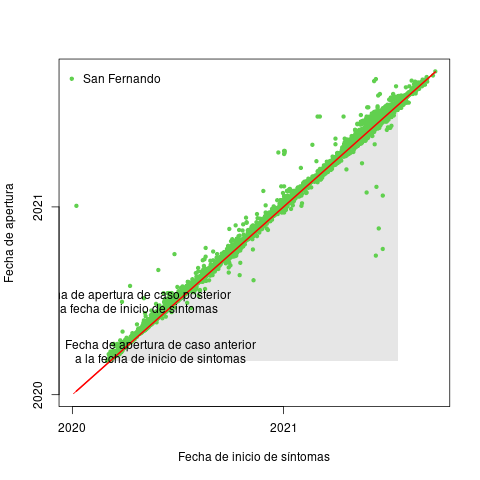 San Fernando
Fecha de apertura
2021
de apertura de caso posterior
a fecha de inicio de síntomas
Fecha de apertura de caso anterior
a la fecha de inicio de sintomas
2020
2020
2021
Fecha de inicio de síntomas